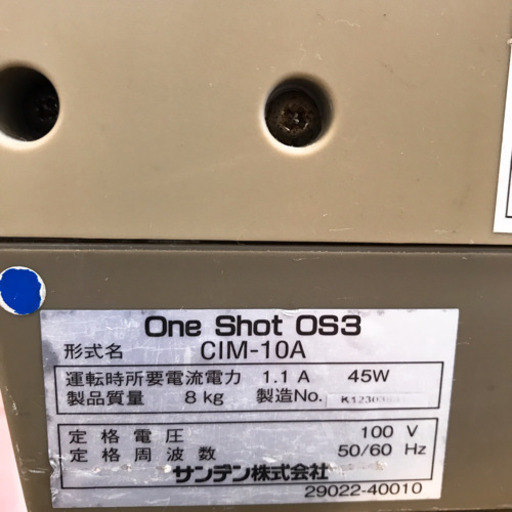 One Shot OS3
形式名 CIM-10A
運転時所要電流電力 1.1 A 45W
製品質量 8 kg 製造No.
定格電圧 100 V
定格周波数 50/60 Hz
サンデン株式会社
29022-40010